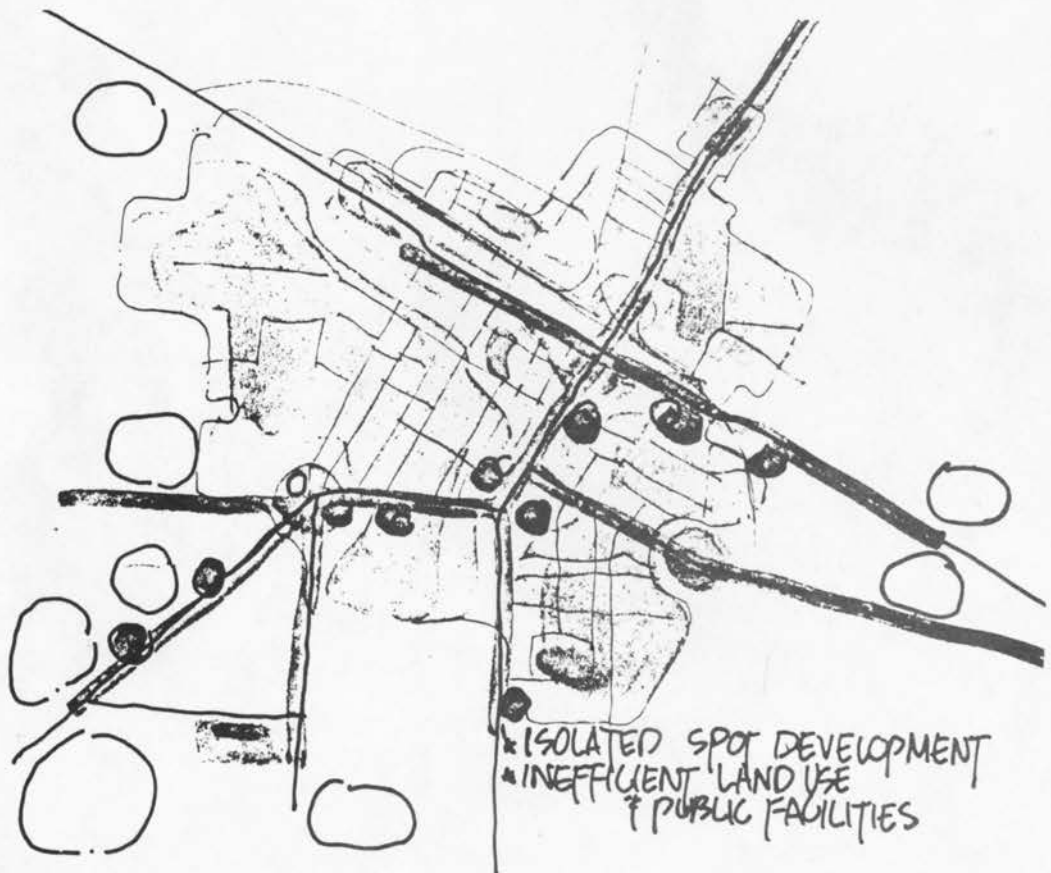 * ISOLATED SPOT DEVELOPMENT
* INEFFICIENT LAND USE
& PUBLIC FACILITIES